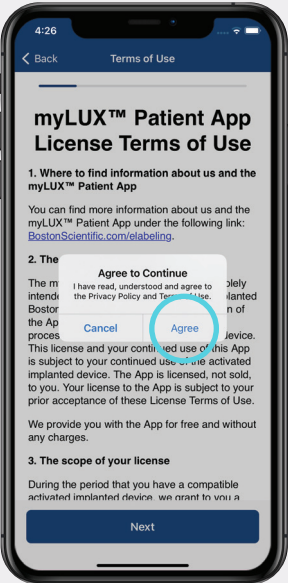 4:26
Back
Terms of Use
myLUX™ Patient App
License Terms of Use
1. Where to find information about us and the
myLUX™ Patient App
You can find more information about us and the
myLUX™ Patient App under the following link:
BostonScientific.com/elabeling.
2. The
The m
intende
Boston
the Ap
proces
Agree to Continue
I have read, understood and agree to
the Privacy Policy and Terms of Use.
Cancel
Agree
This license and your continued use of this App
is subject to your continued use of the activated
implanted device. The App is licensed, not sold,
to you. Your license to the App is subject to your
prior acceptance of these License Terms of Use.
We provide you with the App for free and without
any charges.
3. The scope of your license
During the period that you have a compatible
activated implanted device, we grant to you a
Next